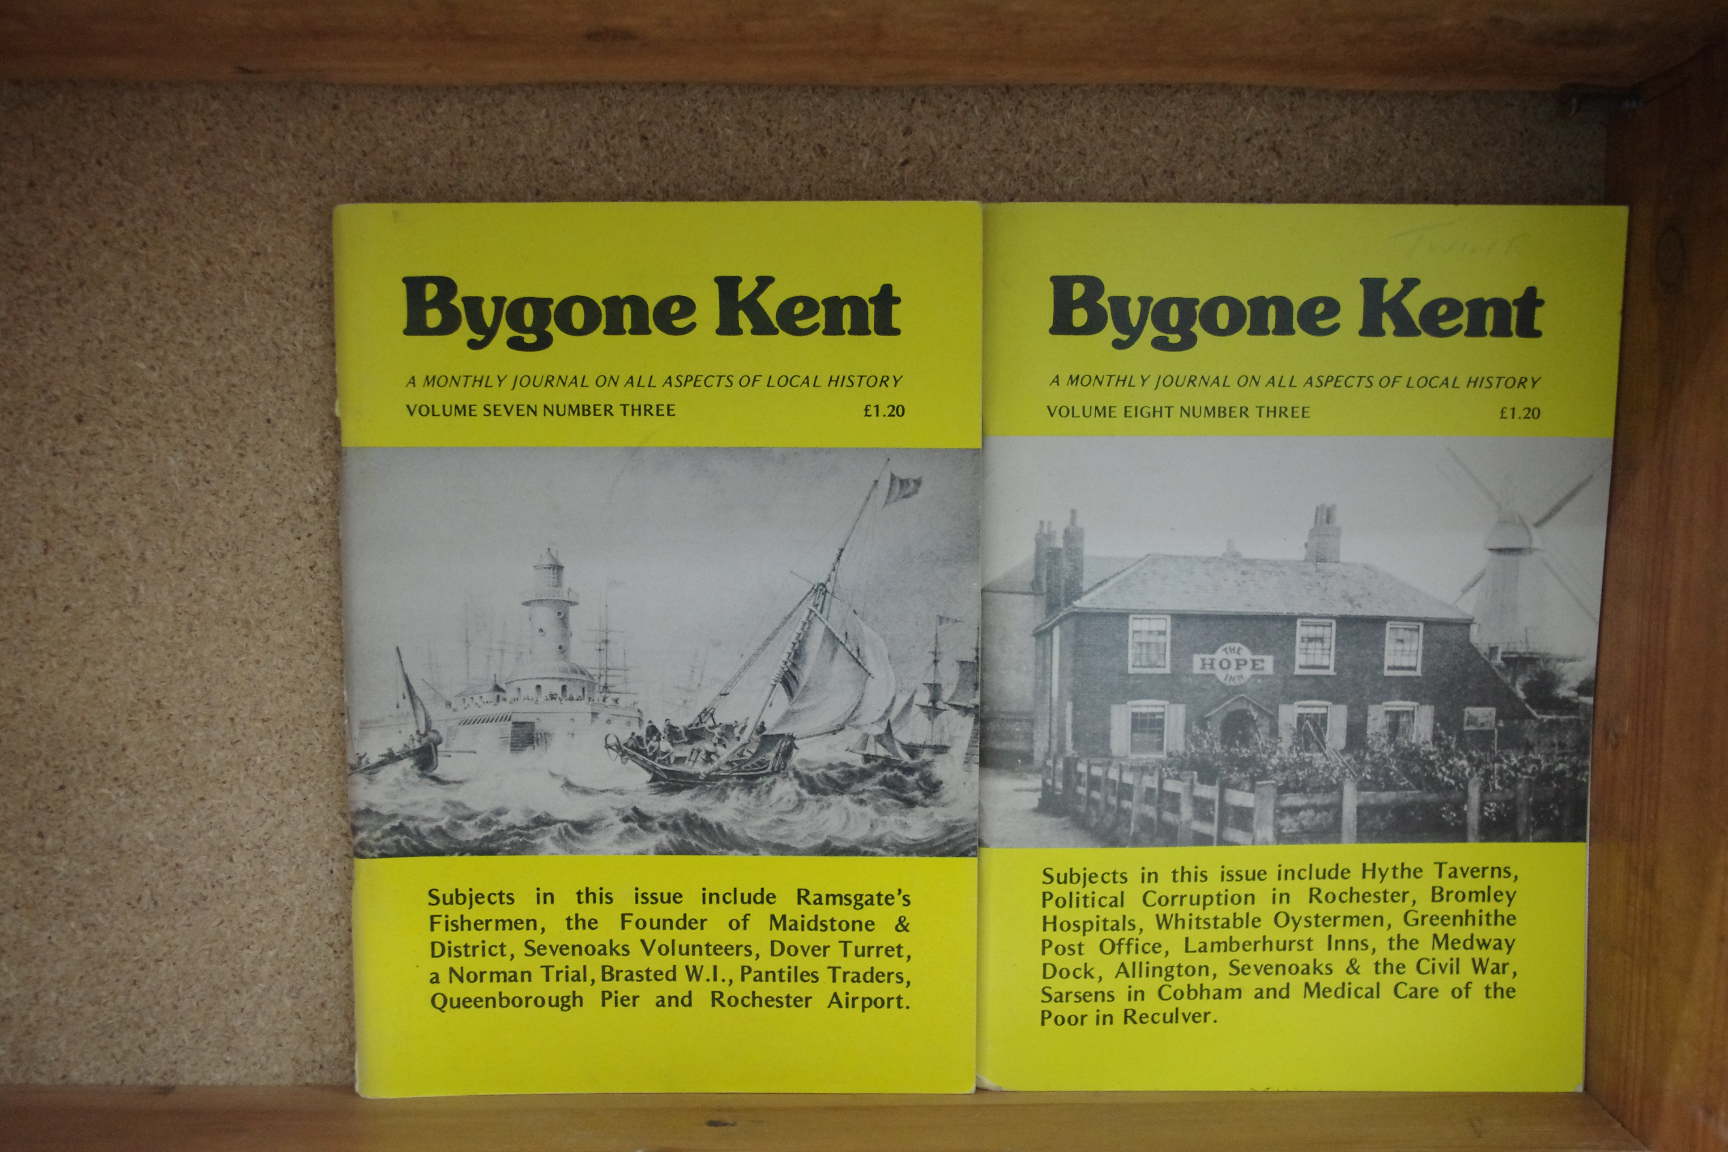 Bygone Kent
A MONTHLY JOURNAL ON ALL ASPECTS OF LOCAL HISTORY
VOLUME SEVEN NUMBER THREE £1.20
Subjects in this issue include Ramsgate's
Fishermen, the Founder of Maidstone &
District, Sevenoaks Volunteers, Dover Turret,
a Norman Trial, Brasted W.I., Pantiles Traders,
Queenborough Pier and Rochester Airport.
Bygone Kent
A MONTHLY JOURNAL ON ALL ASPECTS OF LOCAL HISTORY
VOLUME EIGHT NUMBER THREE £1.20
THE
HOPE
INN
Subjects in this issue include Hythe Taverns,
Political Corruption in Rochester, Bromley
Hospitals, Whitstable Oystermen, Greenhithe
Post Office, Lamberhurst Inns, the Medway
Dock, Allington, Sevenoaks & the Civil War,
Sarsens in Cobham and Medical Care of the
Poor in Reculver.